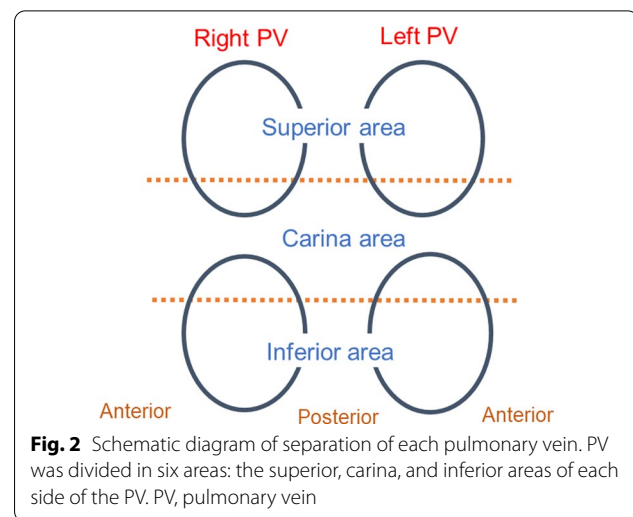 Right PV Left PV
Superior area
Carina area
Inferior area
Anterior Posterior Anterior
Fig. 2 Schematic diagram of separation of each pulmonary vein. PV
was divided in six areas: the superior, carina, and inferior areas of each
side of the PV. PV, pulmonary vein